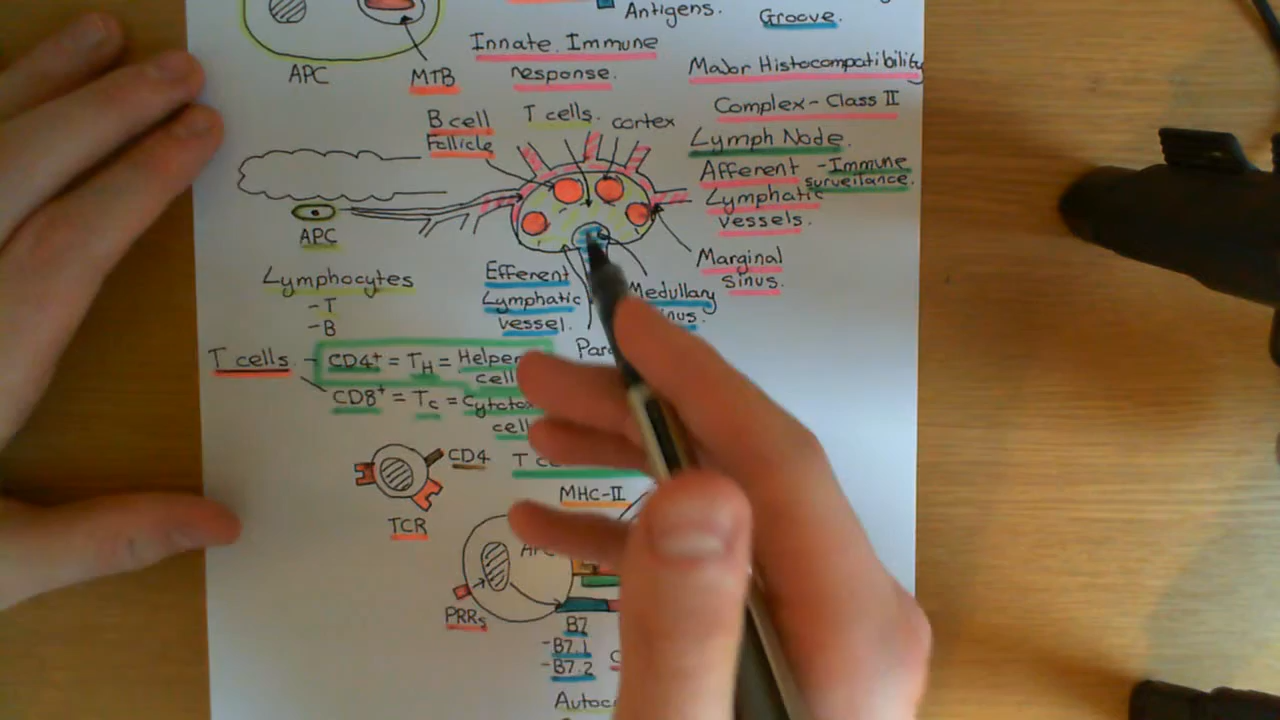 Antigens.
Groove.
APC
MTB
Innate Immune
response.
Major Histocompatibility
Complex - Class II
B cell
Follicle
T cells.
cortex
Lymph Node.
Afferent - Immune
surveilance.
Lymphatic
vessels.
APC
Marginal
sinus.
Lymphocytes
- T
- B
Efferent
Lymphatic
vessel.
Medullary
T cells - CD4+ = TH = Helper
cell
CD8+ = Tc =
cell
CD4
TCR
MHC-II
PRRs
B7
- B7.1
- B7.2